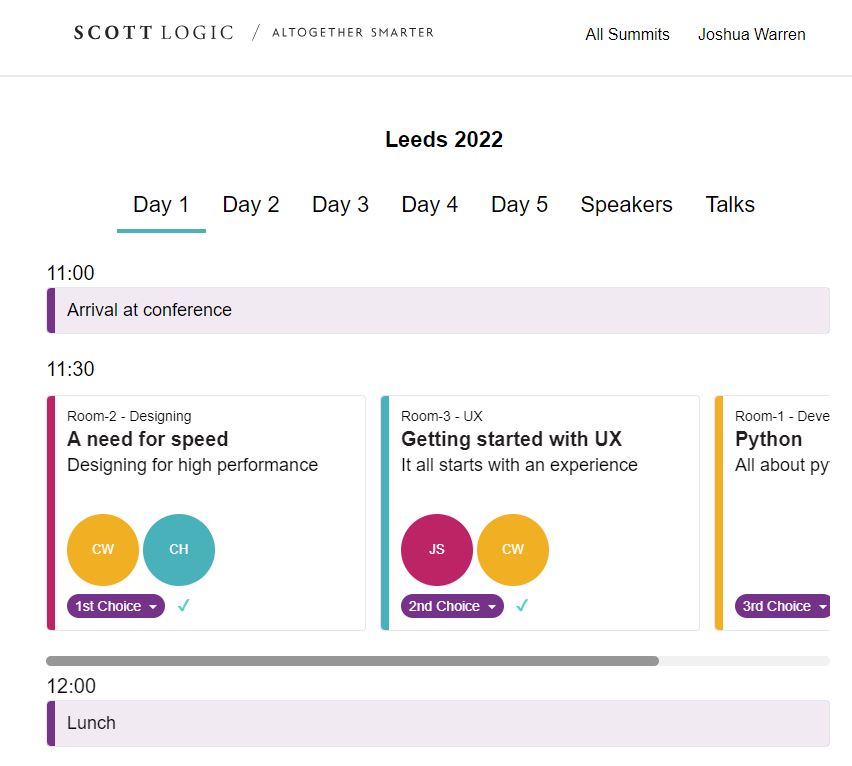 SCOTT LOGIC / ALTOGETHER SMARTER
All Summits
Joshua Warren
Leeds 2022
Day 1
Day 2
Day 3
Day 4
Day 5
Speakers
Talks
11:00
Arrival at conference
11:30
Room-2 - Designing
A need for speed
Designing for high performance
CW
CH
1st Choice
Room-3 - UX
Getting started with UX
It all starts with an experience
JS
CW
2nd Choice
Room-1 - Deve
Python
All about py
3rd Choice
12:00
Lunch